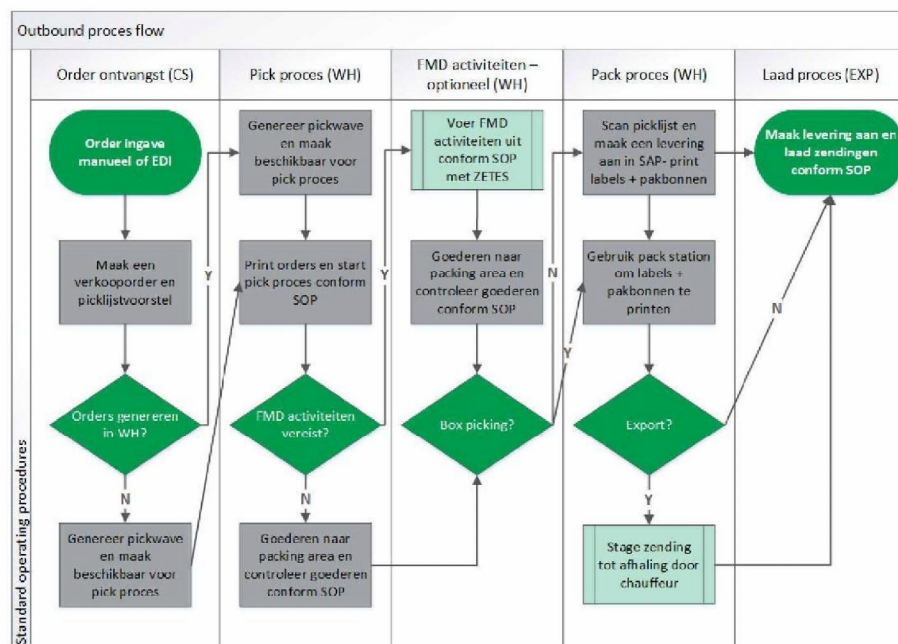 Outbound proces flow
Order ontvangst (CS)
Pick proces (WH)
FMD activiteiten –
optioneel (WH)
Pack proces (WH)
Laad proces (EXP)
Standard operating procedures
Order ingave
manueel of EDI
Maak een
verkooporder en
picklijstvoorstel
Orders genereren
in WH?
Y
N
Genereer pickwave
en maak
beschikbaar voor
pick proces
Genereer pickwave
en maak
beschikbaar voor
pick proces
Print orders en start
pick proces conform
SOP
FMD activiteiten
vereist?
Y
N
Goederen naar
packing area en
controleer goederen
conform SOP
Voer FMD
activiteiten uit
conform SOP
met ZETES
Goederen naar
packing area en
controleer goederen
conform SOP
Box picking?
N
Y
Scan picklijst en
maak een levering
aan in SAP- print
labels + pakbonnen
Gebruik pack station
om labels +
pakbonnen te
printen
Export?
N
Y
Stage zending
tot afhaling door
chauffeur
Maak levering aan en
laad zendingen
conform SOP